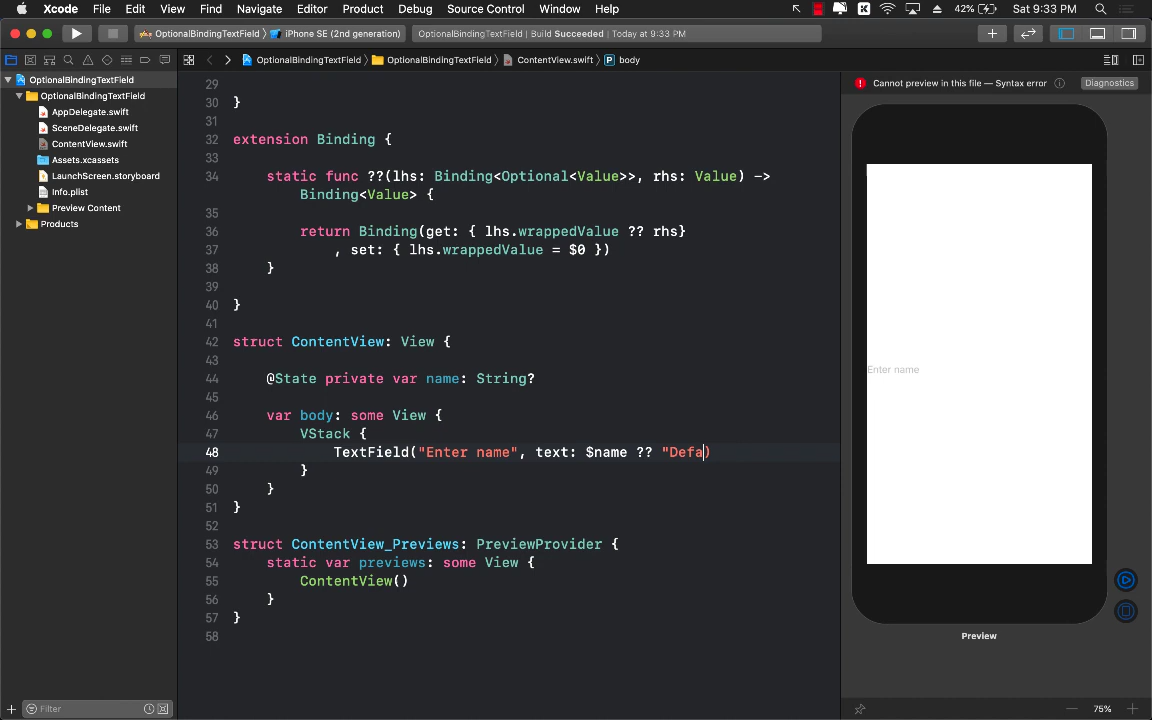 Xcode File Edit View Find Navigate Editor Product Debug Source Control Window Help 42% Sat 9:33 PM
OptionalBindingTextField iPhone SE (2nd generation) OptionalBindingTextField | Build Succeeded | Today at 9:33 PM
OptionalBindingTextField OptionalBindingTextField ContentView.swift body
OptionalBindingTextField
OptionalBindingTextField
AppDelegate.swift
SceneDelegate.swift
ContentView.swift
Assets.xcassets
LaunchScreen.storyboard
Info.plist
Preview Content
Products
Filter
29
30 }
31
32 extension Binding {
33
34 static func ??(lhs: Binding<Optional<Value>>, rhs: Value) ->
Binding<Value> {
35
36 return Binding(get: { lhs.wrappedValue ?? rhs}
37 , set: { lhs.wrappedValue = $0 })
38 }
39
40 }
41
42 struct ContentView: View {
43
44 @State private var name: String?
45
46 var body: some View {
47 VStack {
48 TextField("Enter name", text: $name ?? "Defa)
49 }
50 }
51 }
52
53 struct ContentView_Previews: PreviewProvider {
54 static var previews: some View {
55 ContentView()
56 }
57 }
58
Cannot preview in this file — Syntax error Diagnostics
Enter name
Preview
75%